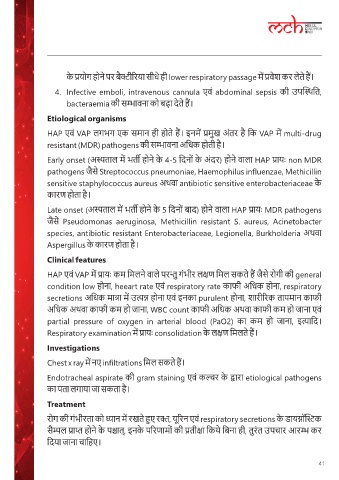 mch
के प्रयोग होने पर बैक्टीरिया सीधे ही lower respiratory passage में प्रवेश कर लेते हैं।
4. Infective emboli, intravenous cannula एवं abdominal sepsis की उपस्थिति,
bacteraemia की सम्भावना को बढ़ा देते हैं।
Etiological organisms
HAP एवं VAP लगभग एक समान ही होते हैं। इनमें प्रमुख अंतर है कि VAP में multi-drug
resistant (MDR) pathogens की सम्भावना अधिक होती है।
Early onset (अस्पताल में भर्ती होने के 4-5 दिनों के अंदर) होने वाला HAP प्रायः non MDR
pathogens जैसे Streptococcus pneumoniae, Haemophilus influenzae, Methicillin
sensitive staphylococcus aureus अथवा antibiotic sensitive enterobacteriaceae के
कारण होता है।
Late onset (अस्पताल में भर्ती होने के 5 दिनों बाद) होने वाला HAP प्रायः MDR pathogens
जैसे Pseudomonas aeruginosa, Methicillin resistant S. aureus, Acinetobacter
species, antibiotic resistant Enterobacteriaceae, Legionella, Burkholderia अथवा
Aspergillus के कारण होता है।
Clinical features
HAP एवं VAP में प्रायः कम मिलने वाले परन्तु गंभीर लक्षण मिल सकते हैं जैसे रोगी की general
condition low होना, heeart rate एवं respiratory rate काफी अधिक होना, respiratory
secretions अधिक मात्रा में उत्पन्न होना एवं इनका purulent होना, शारीरिक तापमान काफी
अधिक अथवा काफी कम हो जाना, WBC count काफी अधिक अथवा काफी कम हो जाना एवं
partial pressure of oxygen in arterial blood (PaO2) का कम हो जाना, इत्यादि।
Respiratory examination में प्रायः consolidation के लक्षण मिलते हैं।
Investigations
Chest x ray में नए infiltrations मिल सकते हैं।
Endotracheal aspirate की gram staining एवं कल्चर के द्वारा etiological pathogens
का पता लगाया जा सकता है।
Treatment
रोग की गंभीरता को ध्यान में रखते हुए रक्त, यूरिन एवं respiratory secretions के डायग्नॉस्टिक
सैम्पल प्राप्त होने के पश्चात्, इनके परिणामों की प्रतीक्षा किये बिना ही, तुरंत उपचार आरम्भ कर
दिया जाना चाहिए।
41